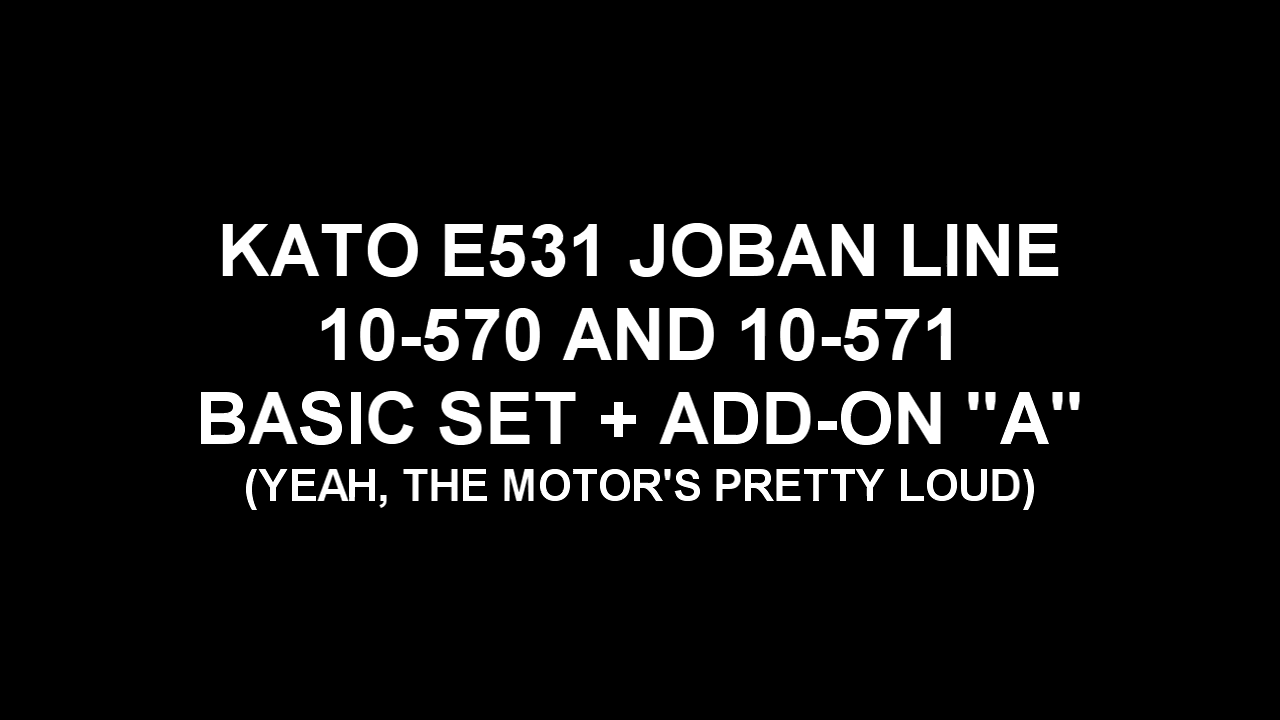 KATO E531 JOBAN LINE
10-570 AND 10-571
BASIC SET + ADD-ON "A"
(YEAH, THE MOTOR'S PRETTY LOUD)